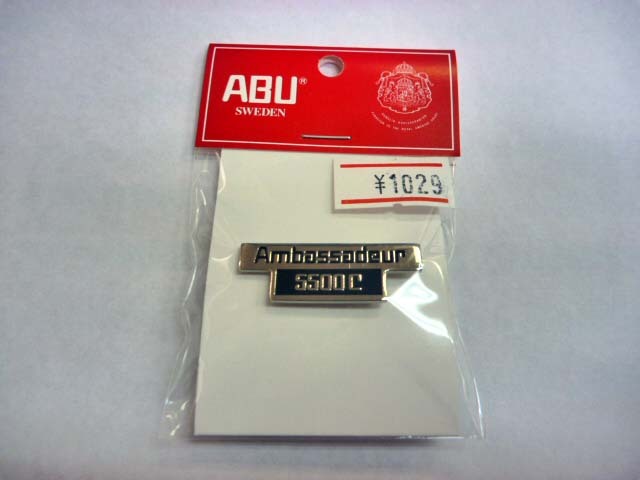 ABU®
SWEDEN
¥1029
Ambassadeur
5500C